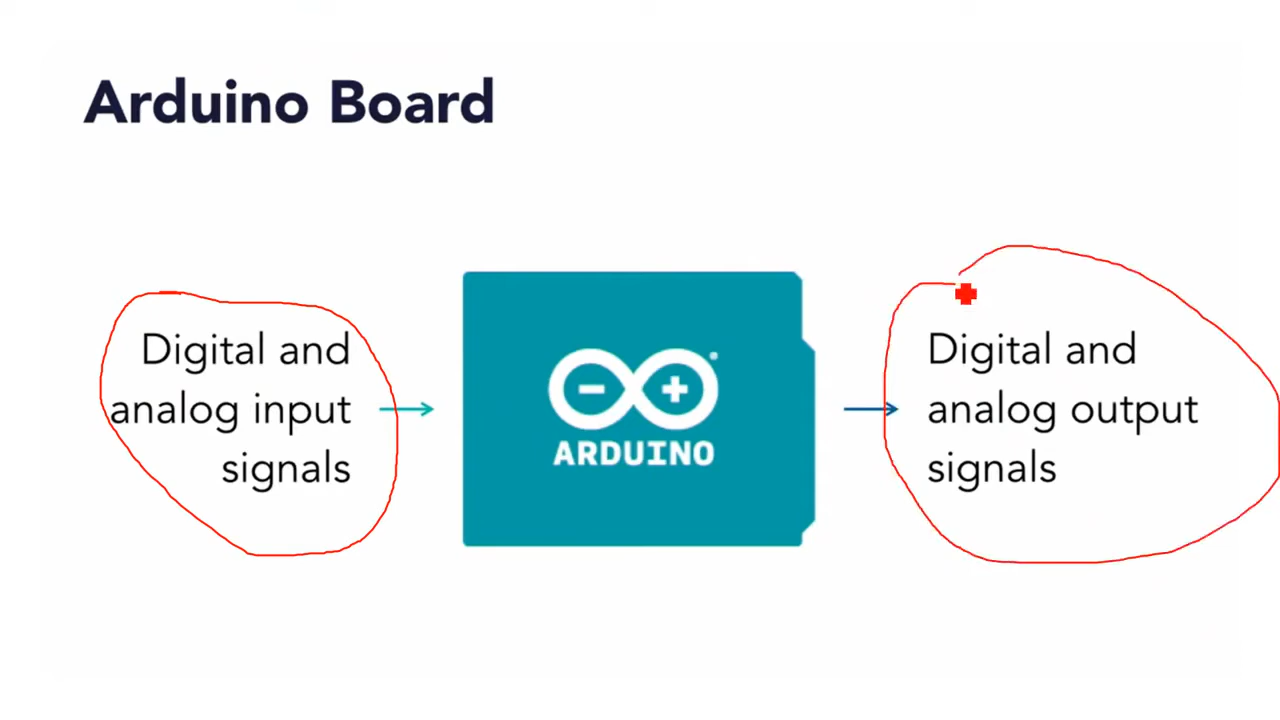 Arduino Board
Digital and
analog input
signals
ARDUINO
Digital and
analog output
signals